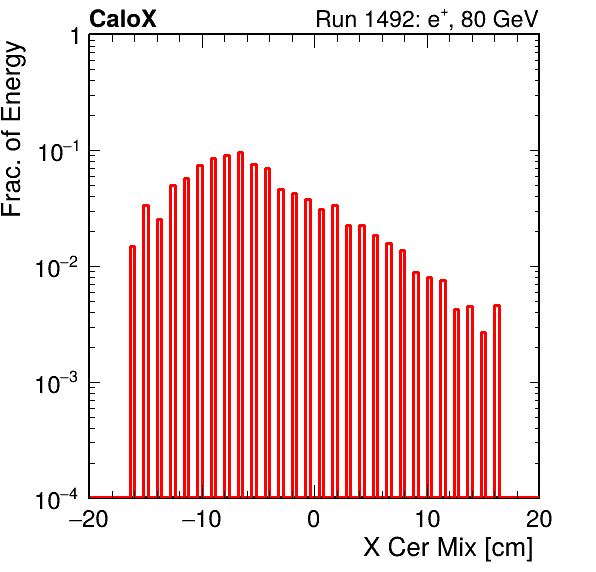 CaloX Run 1492: e⁺, 80 GeV
Frac. of Energy
1
10⁻¹
10⁻²
10⁻³
10⁻⁴
−20 −10 0 10 20
X Cer Mix [cm]